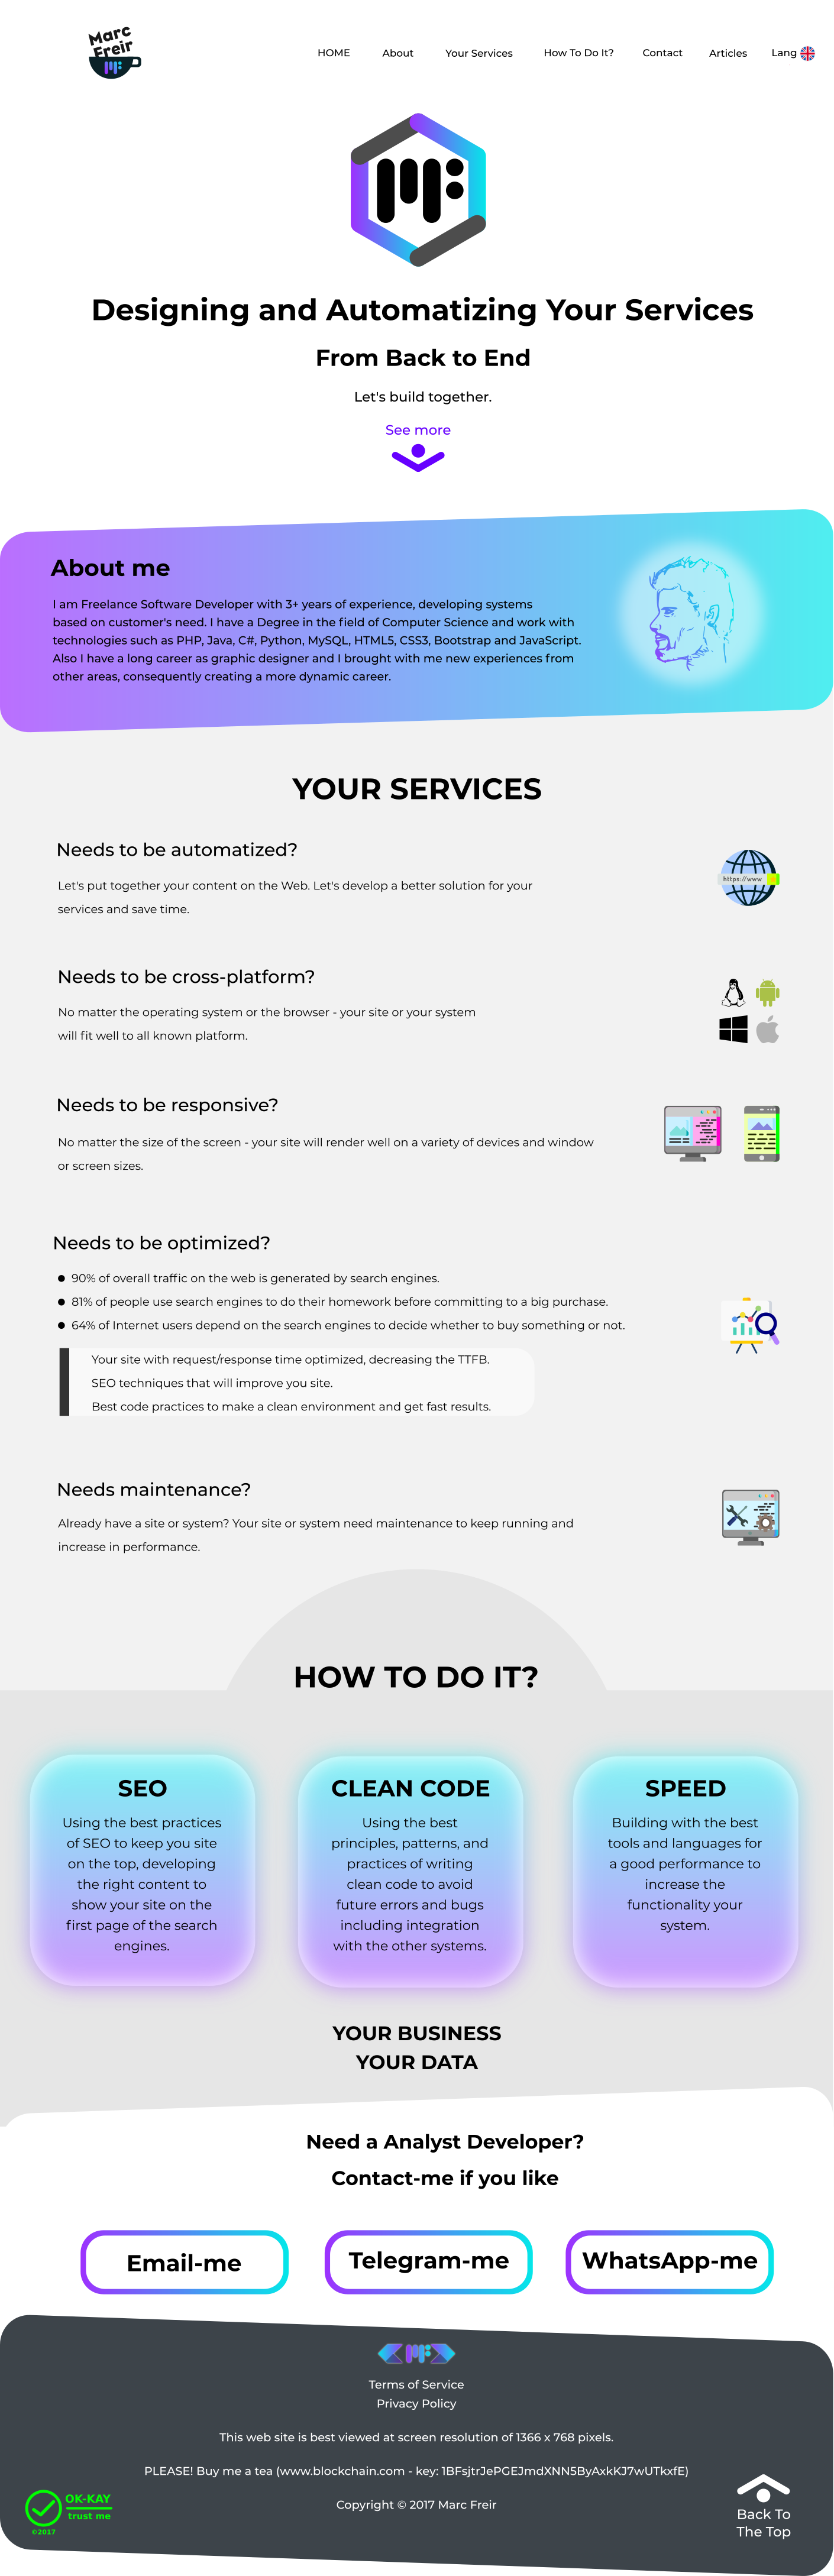 Marc
Freir
HOME About Your Services How To Do It? Contact Articles Lang
Designing and Automatizing Your Services
From Back to End
Let's build together.
See more
About me
I am Freelance Software Developer with 3+ years of experience, developing systems
based on customer's need. I have a Degree in the field of Computer Science and work with
technologies such as PHP, Java, C#, Python, MySQL, HTML5, CSS3, Bootstrap and JavaScript.
Also I have a long career as graphic designer and I brought with me new experiences from
other areas, consequently creating a more dynamic career.
YOUR SERVICES
Needs to be automatized?
Let's put together your content on the Web. Let's develop a better solution for your
services and save time.
https://www
Needs to be cross-platform?
No matter the operating system or the browser - your site or your system
will fit well to all known platform.
Needs to be responsive?
No matter the size of the screen - your site will render well on a variety of devices and window
or screen sizes.
Needs to be optimized?
90% of overall traffic on the web is generated by search engines.
81% of people use search engines to do their homework before committing to a big purchase.
64% of Internet users depend on the search engines to decide whether to buy something or not.
Your site with request/response time optimized, decreasing the TTFB.
SEO techniques that will improve you site.
Best code practices to make a clean environment and get fast results.
Needs maintenance?
Already have a site or system? Your site or system need maintenance to keep running and
increase in performance.
HOW TO DO IT?
SEO
Using the best practices
of SEO to keep you site
on the top, developing
the right content to
show your site on the
first page of the search
engines.
CLEAN CODE
Using the best
principles, patterns, and
practices of writing
clean code to avoid
future errors and bugs
including integration
with the other systems.
SPEED
Building with the best
tools and languages for
a good performance to
increase the
functionality your
system.
YOUR BUSINESS
YOUR DATA
Need a Analyst Developer?
Contact-me if you like
Email-me
Telegram-me
WhatsApp-me
Terms of Service
Privacy Policy
This web site is best viewed at screen resolution of 1366 x 768 pixels.
PLEASE! Buy me a tea (www.blockchain.com - key: 1BFsjtrJePGEJmdXNN5ByAxkKJ7wUTkxfE)
Copyright © 2017 Marc Freir
OK-KAY
trust me
©2017
Back To
The Top